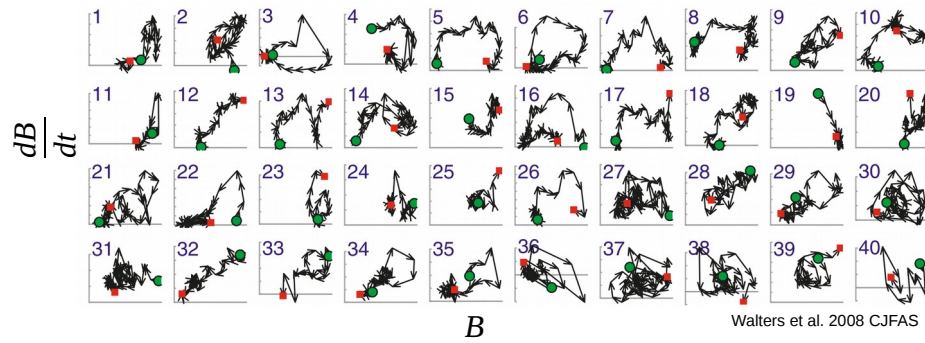 1 2 3 4 5 6 7 8 9 10
11 12 13 14 15 16 17 18 19 20
dB
dt
21 22 23 24 25 26 27 28 29 30
31 32 33 34 35 36 37 38 39 40
B
Walters et al. 2008 CJFAS